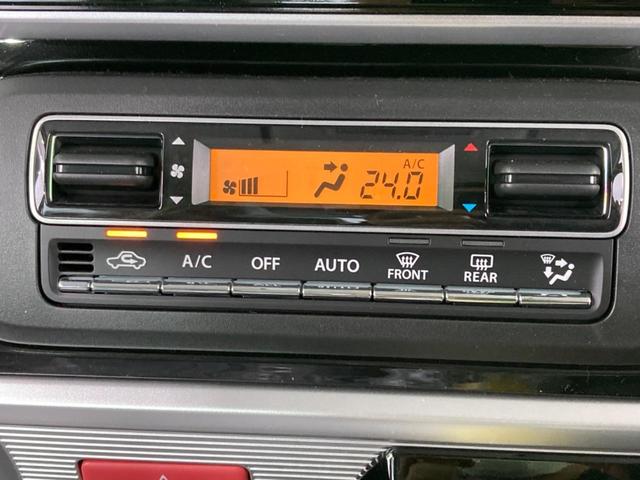 A/C
24.0
A/C OFF AUTO FRONT REAR